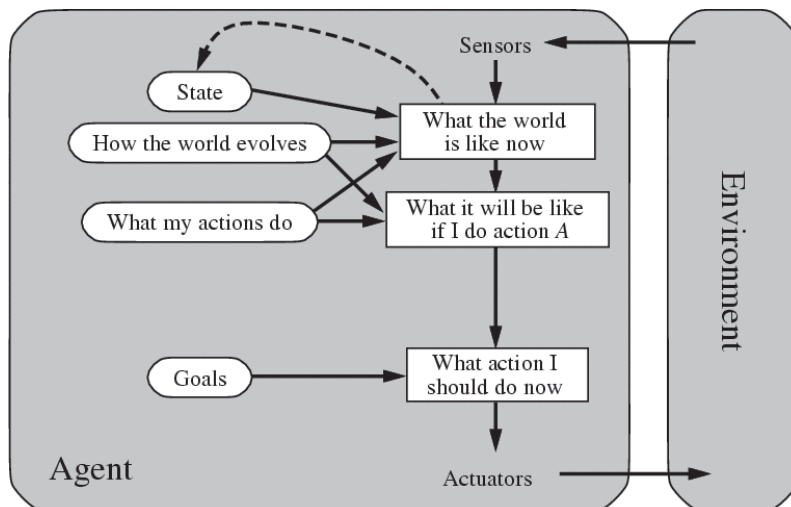 Sensors
State
What the world
is like now
How the world evolves
What it will be like
if I do action A
What my actions do
Environment
What action I
should do now
Goals
Agent
Actuators